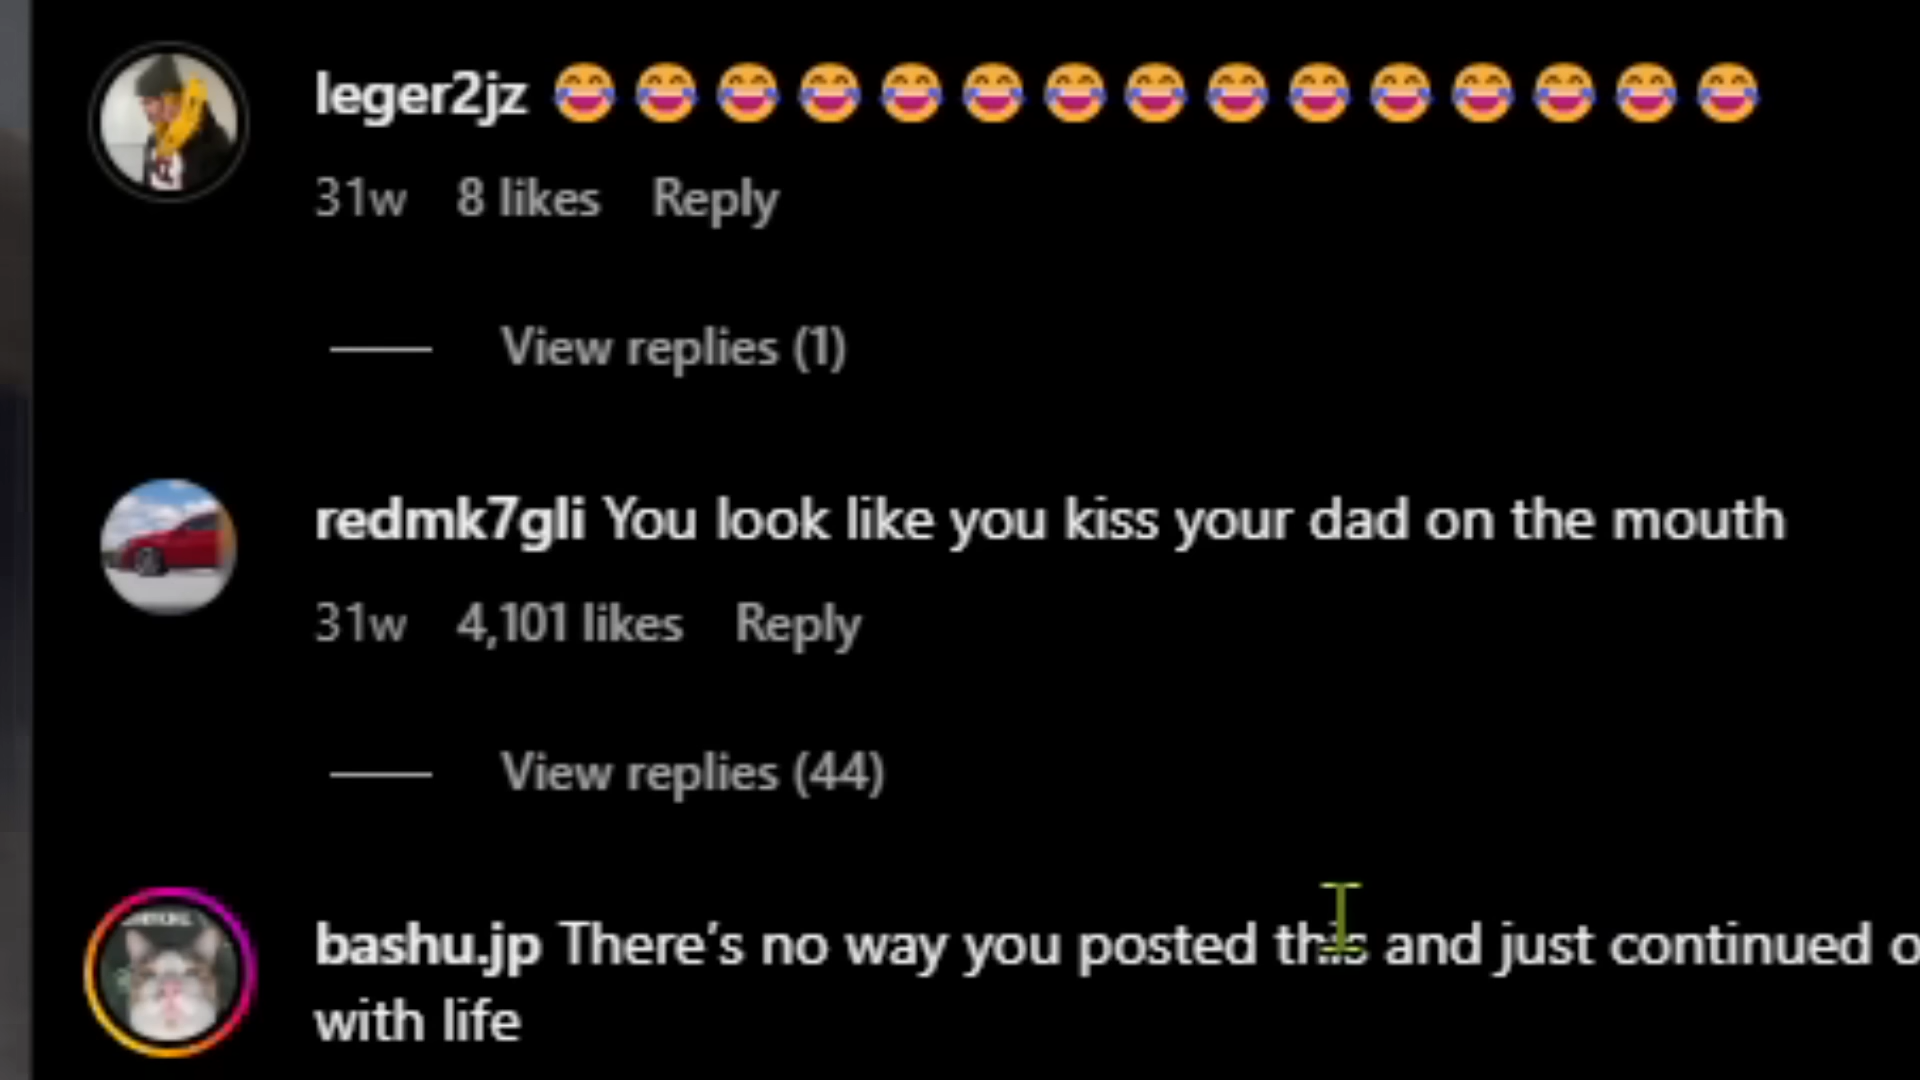 leger2jz 😂😂😂😂😂😂😂😂😂😂😂😂😂😂😂
31w 8 likes Reply
View replies (1)
redmk7gli You look like you kiss your dad on the mouth
31w 4,101 likes Reply
View replies (44)
bashu.jp There's no way you posted this and just continued
with life